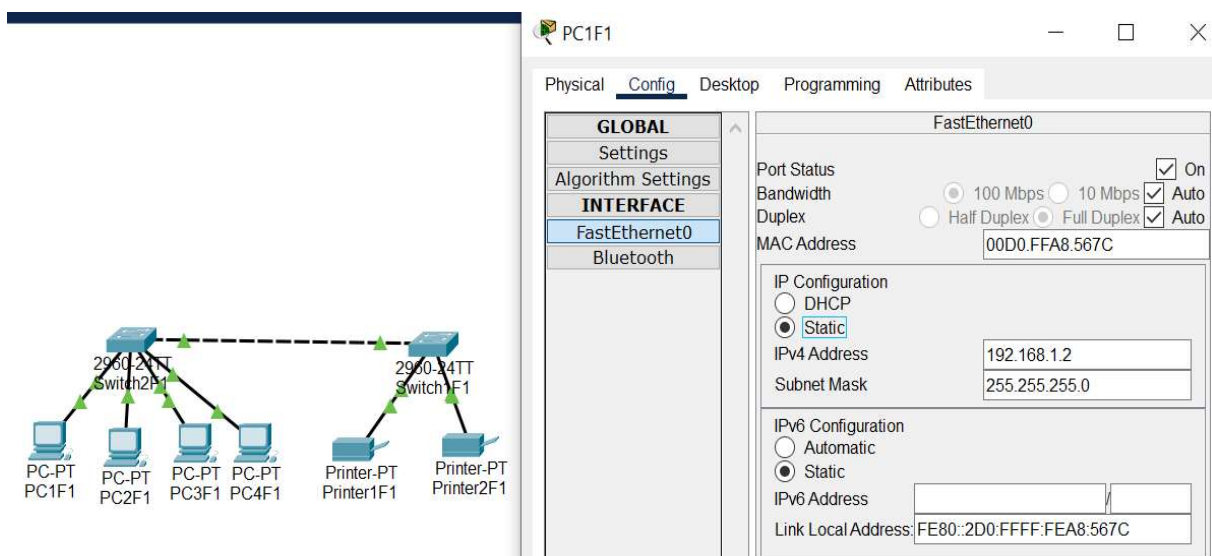 2960-24TT
Switch2F1
2960-24TT
Switch1F1
PC-PT
PC1F1
PC-PT
PC2F1
PC-PT
PC3F1
PC-PT
PC4F1
Printer-PT
Printer1F1
Printer-PT
Printer2F1
PC1F1
Physical Config Desktop Programming Attributes
GLOBAL
Settings
Algorithm Settings
INTERFACE
FastEthernet0
Bluetooth
FastEthernet0
Port Status On
Bandwidth 100 Mbps 10 Mbps Auto
Duplex Half Duplex Full Duplex Auto
MAC Address 00D0.FFA8.567C
IP Configuration
DHCP
Static
IPv4 Address 192.168.1.2
Subnet Mask 255.255.255.0
IPv6 Configuration
Automatic
Static
IPv6 Address /
Link Local Address: FE80::2D0:FFFF:FEA8:567C